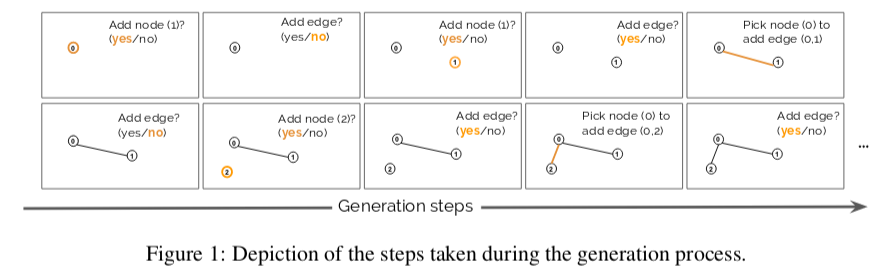 Add node (1)?
(yes/no)
0
Add edge?
(yes/no)
0
Add node (1)?
(yes/no)
0
1
Add edge?
(yes/no)
0
1
Pick node (0) to
add edge (0,1)
0
1
Add edge?
(yes/no)
0
1
Add node (2)?
(yes/no)
0
1
2
Add edge?
(yes/no)
0
1
2
Pick node (0) to
add edge (0,2)
0
1
2
Add edge?
(yes/no)
0
1
2
...
Generation steps
Figure 1: Depiction of the steps taken during the generation process.